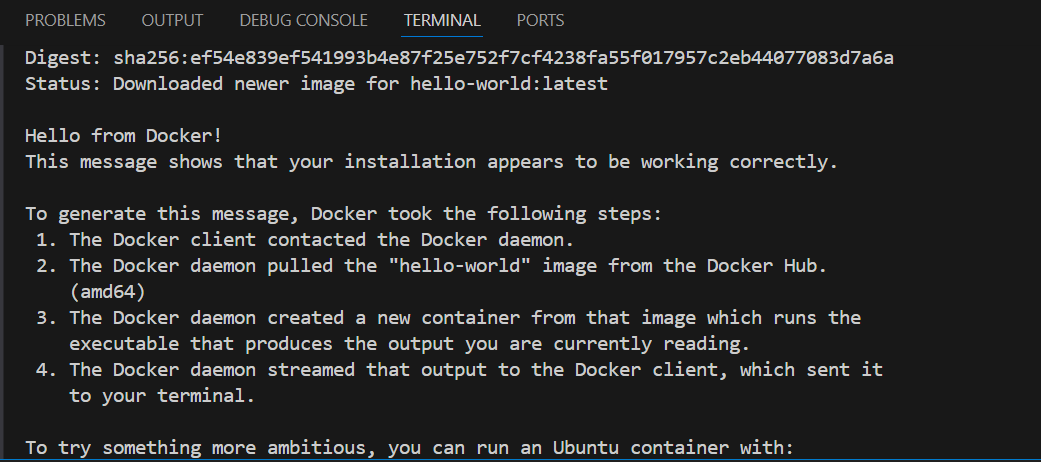 PROBLEMS OUTPUT DEBUG CONSOLE TERMINAL PORTS
Digest: sha256:ef54e839ef541993b4e87f25e752f7cf4238fa55f017957c2eb44077083d7a6a
Status: Downloaded newer image for hello-world:latest
Hello from Docker!
This message shows that your installation appears to be working correctly.
To generate this message, Docker took the following steps:
1. The Docker client contacted the Docker daemon.
2. The Docker daemon pulled the "hello-world" image from the Docker Hub.
(amd64)
3. The Docker daemon created a new container from that image which runs the
executable that produces the output you are currently reading.
4. The Docker daemon streamed that output to the Docker client, which sent it
to your terminal.
To try something more ambitious, you can run an Ubuntu container with: